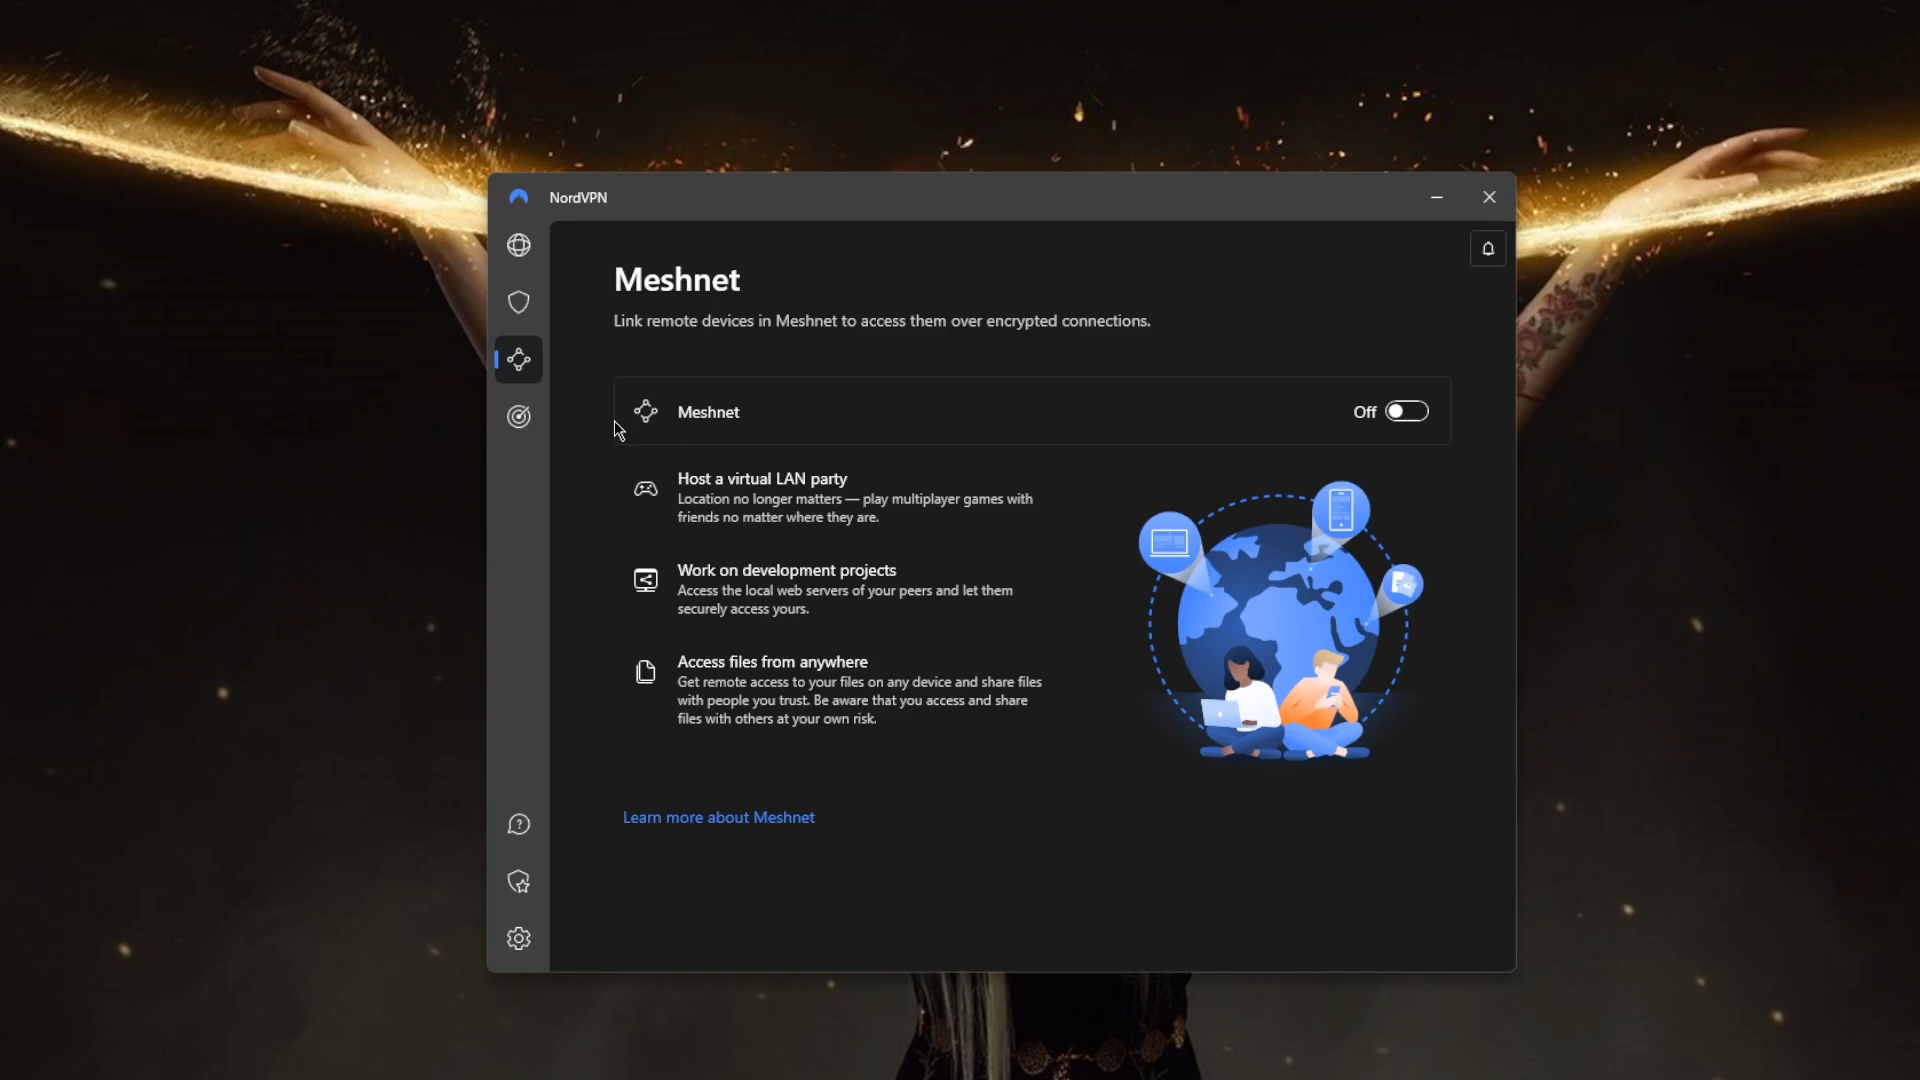 NordVPN
Meshnet
Link remote devices in Meshnet to access them over encrypted connections.
Meshnet
Off
Host a virtual LAN party
Location no longer matters — play multiplayer games with
friends no matter where they are.
Work on development projects
Access the local web servers of your peers and let them
securely access yours.
Access files from anywhere
Get remote access to your files on any device and share files
with people you trust. Be aware that you access and share
files with others at your own risk.
Learn more about Meshnet